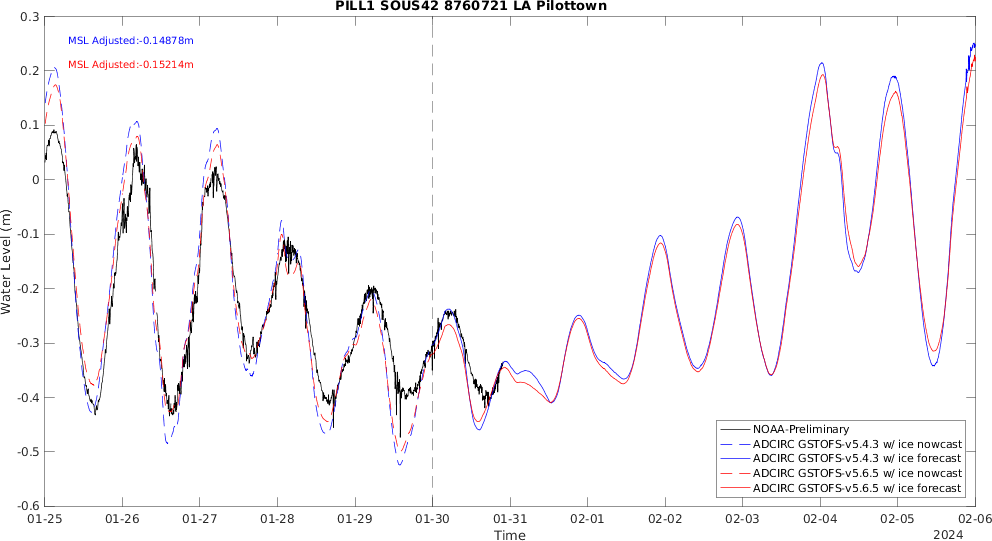 PILL1 SOUS42 8760721 LA Pilottown
MSL Adjusted:-0.14878m
MSL Adjusted:-0.15214m
Water Level (m)
0.3
0.2
0.1
0
-0.1
-0.2
-0.3
-0.4
-0.5
-0.6
NOAA-Preliminary
ADCIRC GSTOFS-v5.4.3 w/ ice nowcast
ADCIRC GSTOFS-v5.4.3 w/ ice forecast
ADCIRC GSTOFS-v5.6.5 w/ ice nowcast
ADCIRC GSTOFS-v5.6.5 w/ ice forecast
01-25 01-26 01-27 01-28 01-29 01-30 01-31 02-01 02-02 02-03 02-04 02-05 02-06
Time
2024